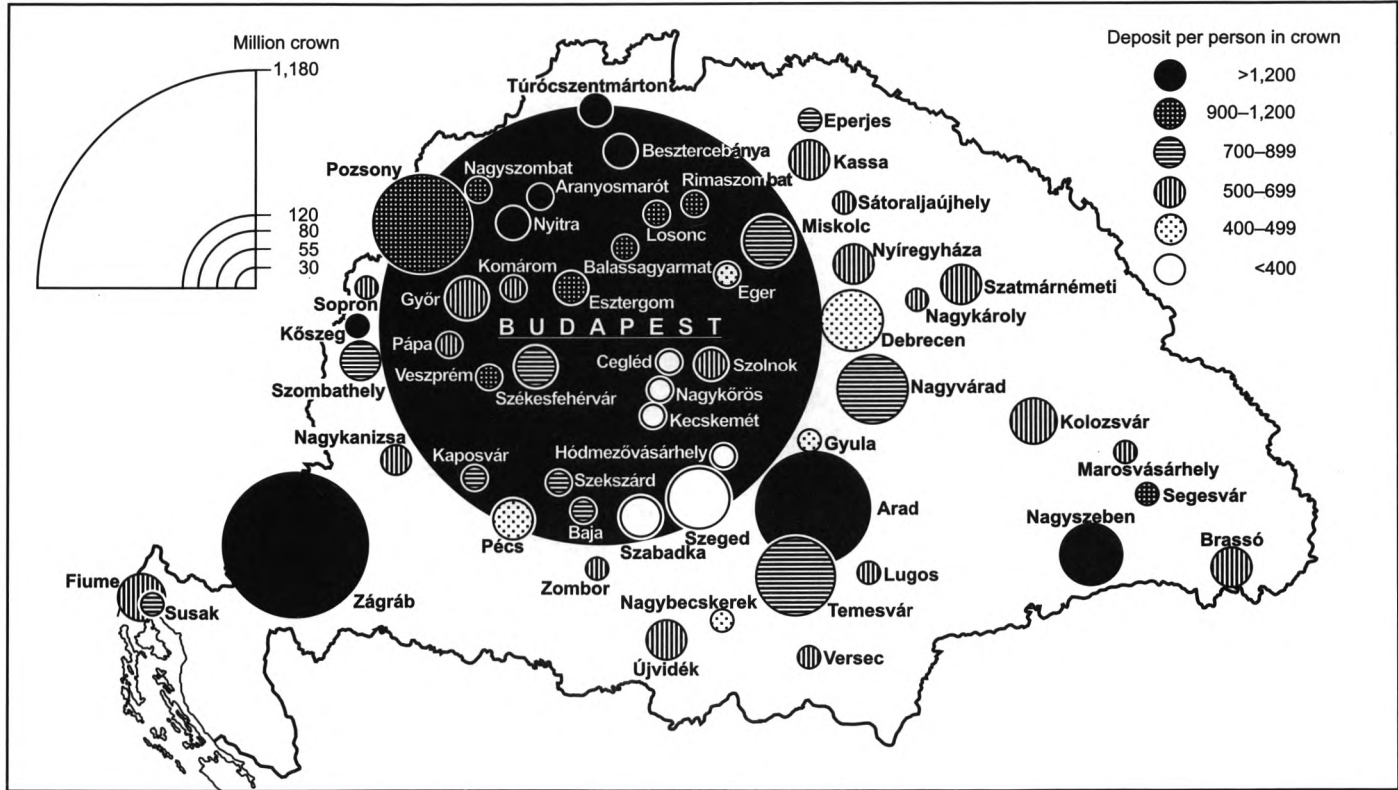 Million crown
1,180
120
80
55
30
Deposit per person in crown
>1,200
900–1,200
700–899
500–699
400–499
<400
Túrócszentmárton
Besztercebánya
Eperjes
Kassa
Pozsony
Nagyszombat
Aranyosmarót
Rimaszombat
Nyitra
Losonc
Sátoraljaújhely
Miskolc
Nyíregyháza
Komárom
Balassagyarmat
Eger
Szatmárnémeti
Sopron
Győr
Esztergom
Nagykároly
Kőszeg
BUDAPEST
Debrecen
Pápa
Cegléd
Szolnok
Szombathely
Veszprém
Székesfehérvár
Nagykőrös
Nagyvárad
Kecskemét
Kolozsvár
Nagykanizsa
Kaposvár
Hódmezővásárhely
Gyula
Marosvásárhely
Szekszárd
Segesvár
Arad
Nagyszeben
Pécs
Baja
Szeged
Szabadka
Brassó
Fiume
Zombor
Lugos
Susak
Zágráb
Nagybecskerek
Temesvár
Újvidék
Versec